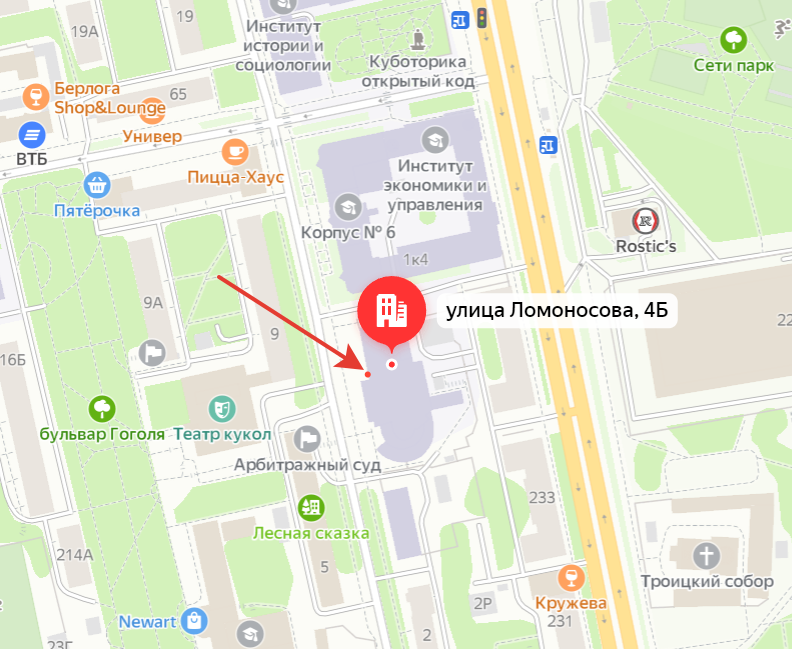 19
19
Институт
истории и
социологии
Куботорика
открытый код
Сети парк
Берлога
Shop&Lounge
65
Универ
ВТБ
Пицца-Хаус
Институт
экономики и
управления
Пятёрочка
Корпус № 6
Rostic's
1к4
9А
улица Ломоносова, 4Б
22
9
16Б
бульвар Гоголя
Театр кукол
Арбитражный суд
233
Лесная сказка
214А
5
Троицкий собор
Newart
2Р
Кружева
231
2
23Г